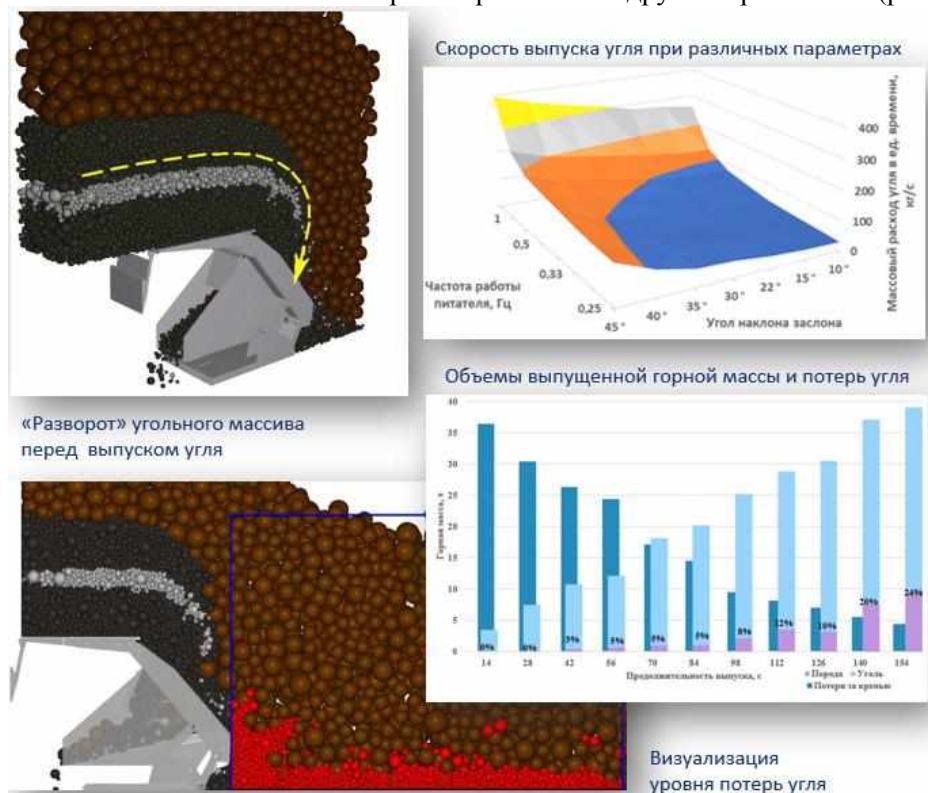 Скорость выпуска угля при различных параметрах
400
300
200
100
0
Массовый расход угля в ед. времени,
кг/с
1
0,5
0,33
0,25
Частота работы
питателя, Гц
45° 40° 35° 30° 22° 15° 10°
Угол наклона заслона
«Разворот» угольного массива
перед выпуском угля
Объемы выпущенной горной массы и потерь угля
40
35
30
25
20
15
10
5
0
Горная масса, т
0% 0% 3% 5% 5% 5% 8% 12% 10% 20% 24%
14 28 42 56 70 84 98 112 126 140 154
Продолжительность выпуска, с
Порода Уголь
Потери за крепью
Визуализация
уровня потерь угля